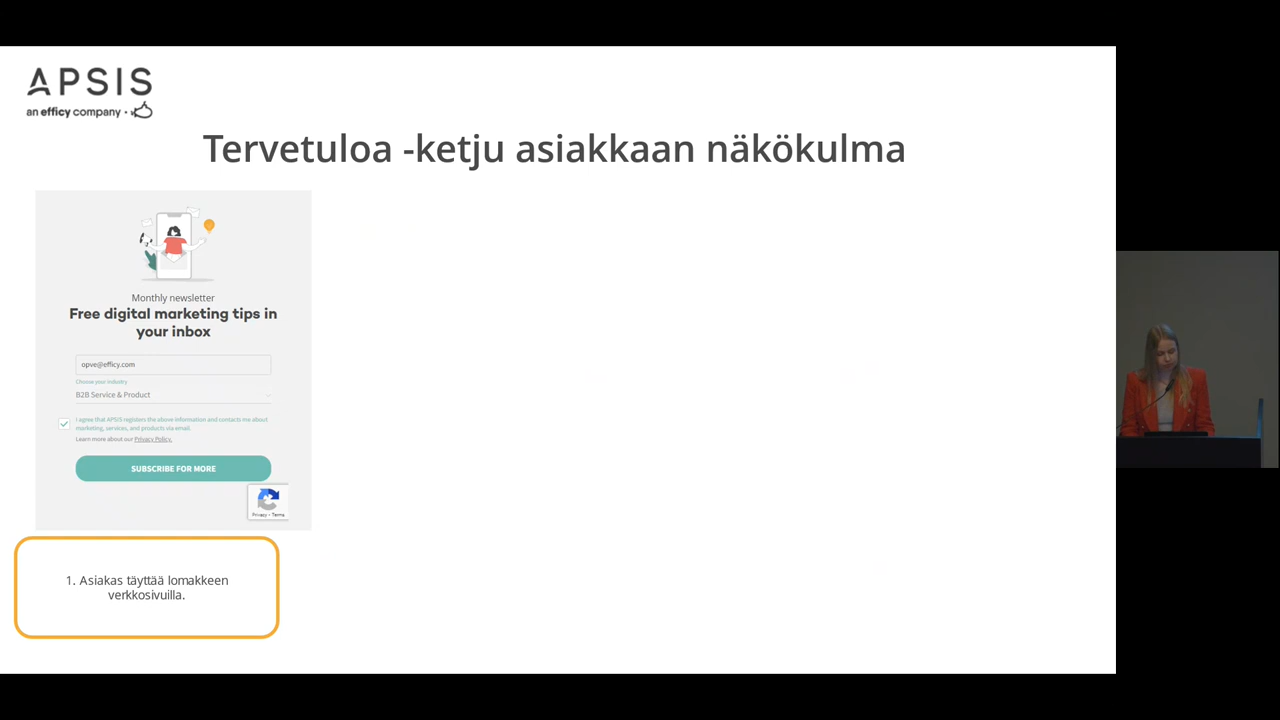 APSIS
an efficy company
Tervetuloa -ketju asiakkaan näkökulma
Monthly newsletter
Free digital marketing tips in
your inbox
opve@efficy.com
Choose your industry
B2B Service & Product
I agree that APSIS registers the above information and contacts me about
marketing, services, and products via email.
Learn more about our Privacy Policy.
SUBSCRIBE FOR MORE
Privacy - Terms
1. Asiakas täyttää lomakkeen
verkkosivuilla.